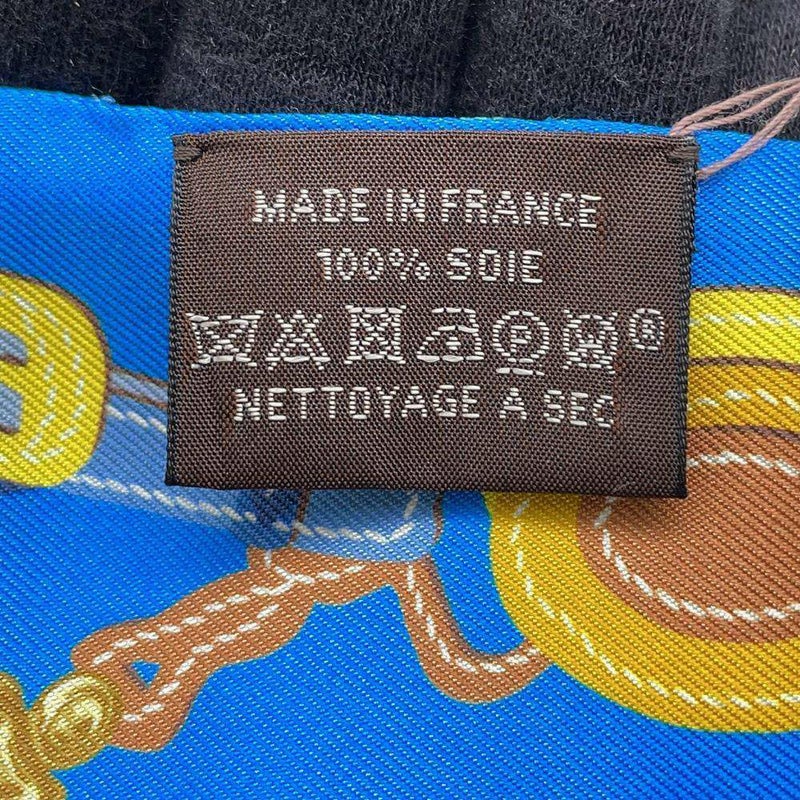 MADE IN FRANCE
100% SOIE
P ®
NETTOYAGE A SEC